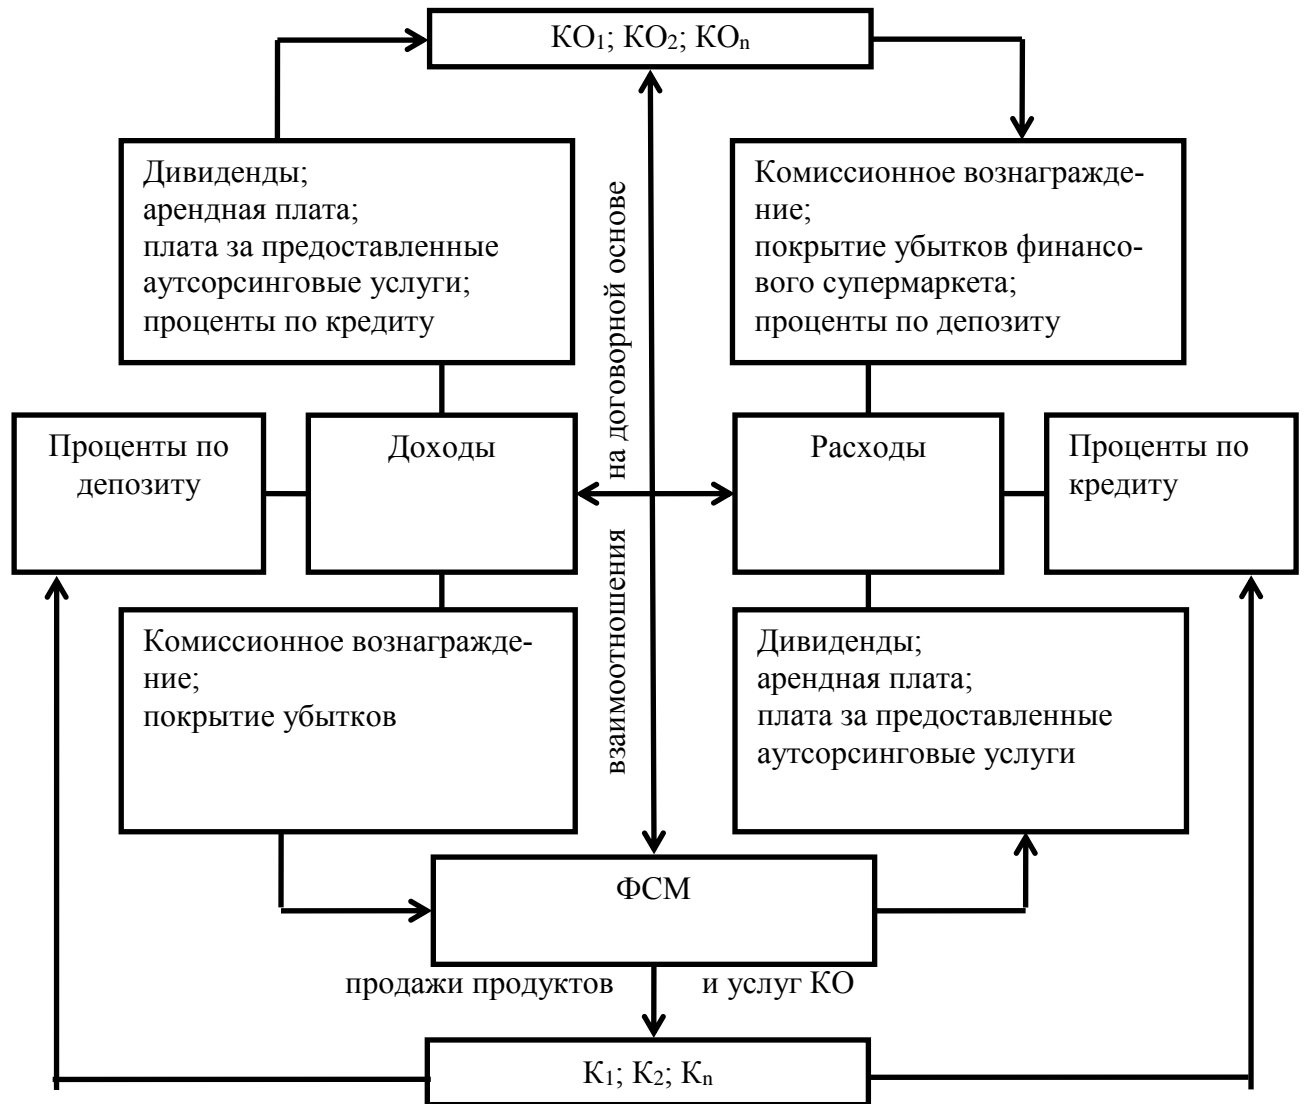 КО₁; КО₂; КОₙ
Дивиденды;
арендная плата;
плата за предоставленные
аутсорсинговые услуги;
проценты по кредиту
Комиссионное вознагражде-
ние;
покрытие убытков финансо-
вого супермаркета;
проценты по депозиту
взаимоотношения на договорной основе
Проценты по
депозиту
Доходы
Расходы
Проценты по
кредиту
Комиссионное вознагражде-
ние;
покрытие убытков
Дивиденды;
арендная плата;
плата за предоставленные
аутсорсинговые услуги
ФСМ
продажи продуктов и услуг КО
К₁; К₂; Кₙ